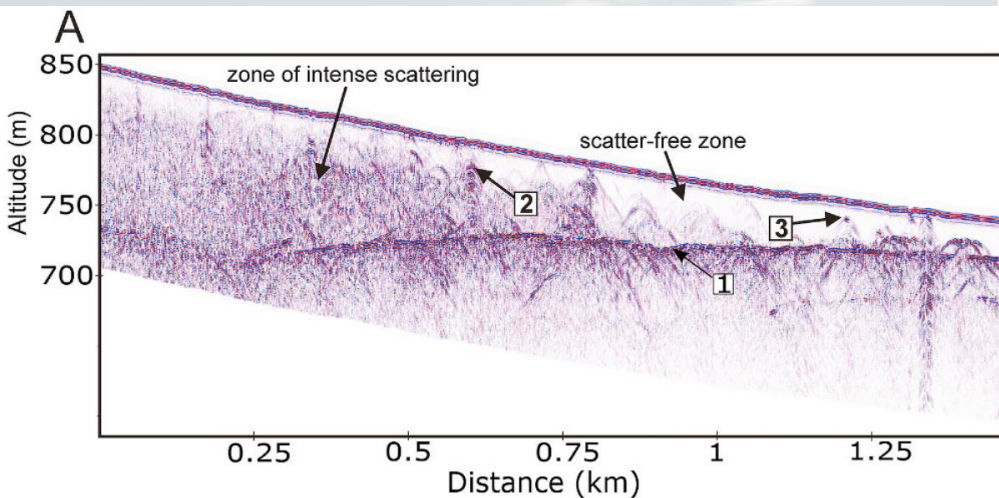 A
850
zone of intense scattering
800
scatter-free zone
Altitude (m)
750
2
3
700
1
0.25 0.5 0.75 1 1.25
Distance (km)